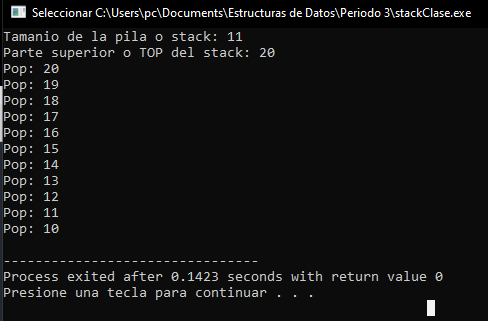 Seleccionar C:\Users\pc\Documents\Estructuras de Datos\Periodo 3\stackClase.exe
Tamanio de la pila o stack: 11
Parte superior o TOP del stack: 20
Pop: 20
Pop: 19
Pop: 18
Pop: 17
Pop: 16
Pop: 15
Pop: 14
Pop: 13
Pop: 12
Pop: 11
Pop: 10
--------------------------------
Process exited after 0.1423 seconds with return value 0
Presione una tecla para continuar . . .